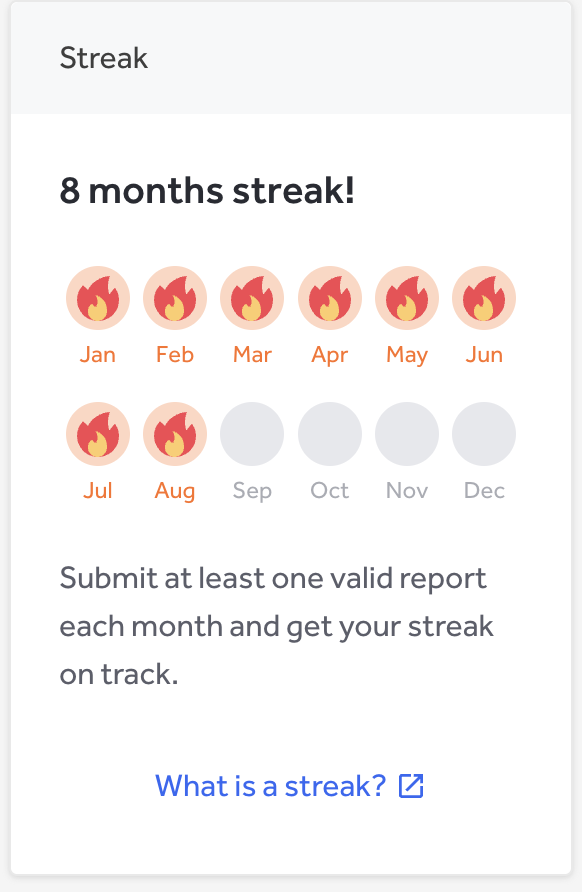 Streak
8 months streak!
Jan Feb Mar Apr May Jun
Jul Aug Sep Oct Nov Dec
Submit at least one valid report
each month and get your streak
on track.
What is a streak?